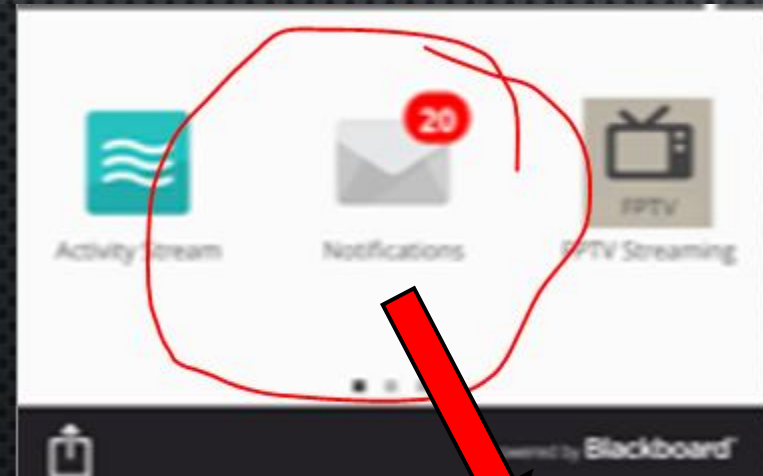 20
FPTV
Activity Stream
Notifications
FPTV Streaming
powered by Blackboard